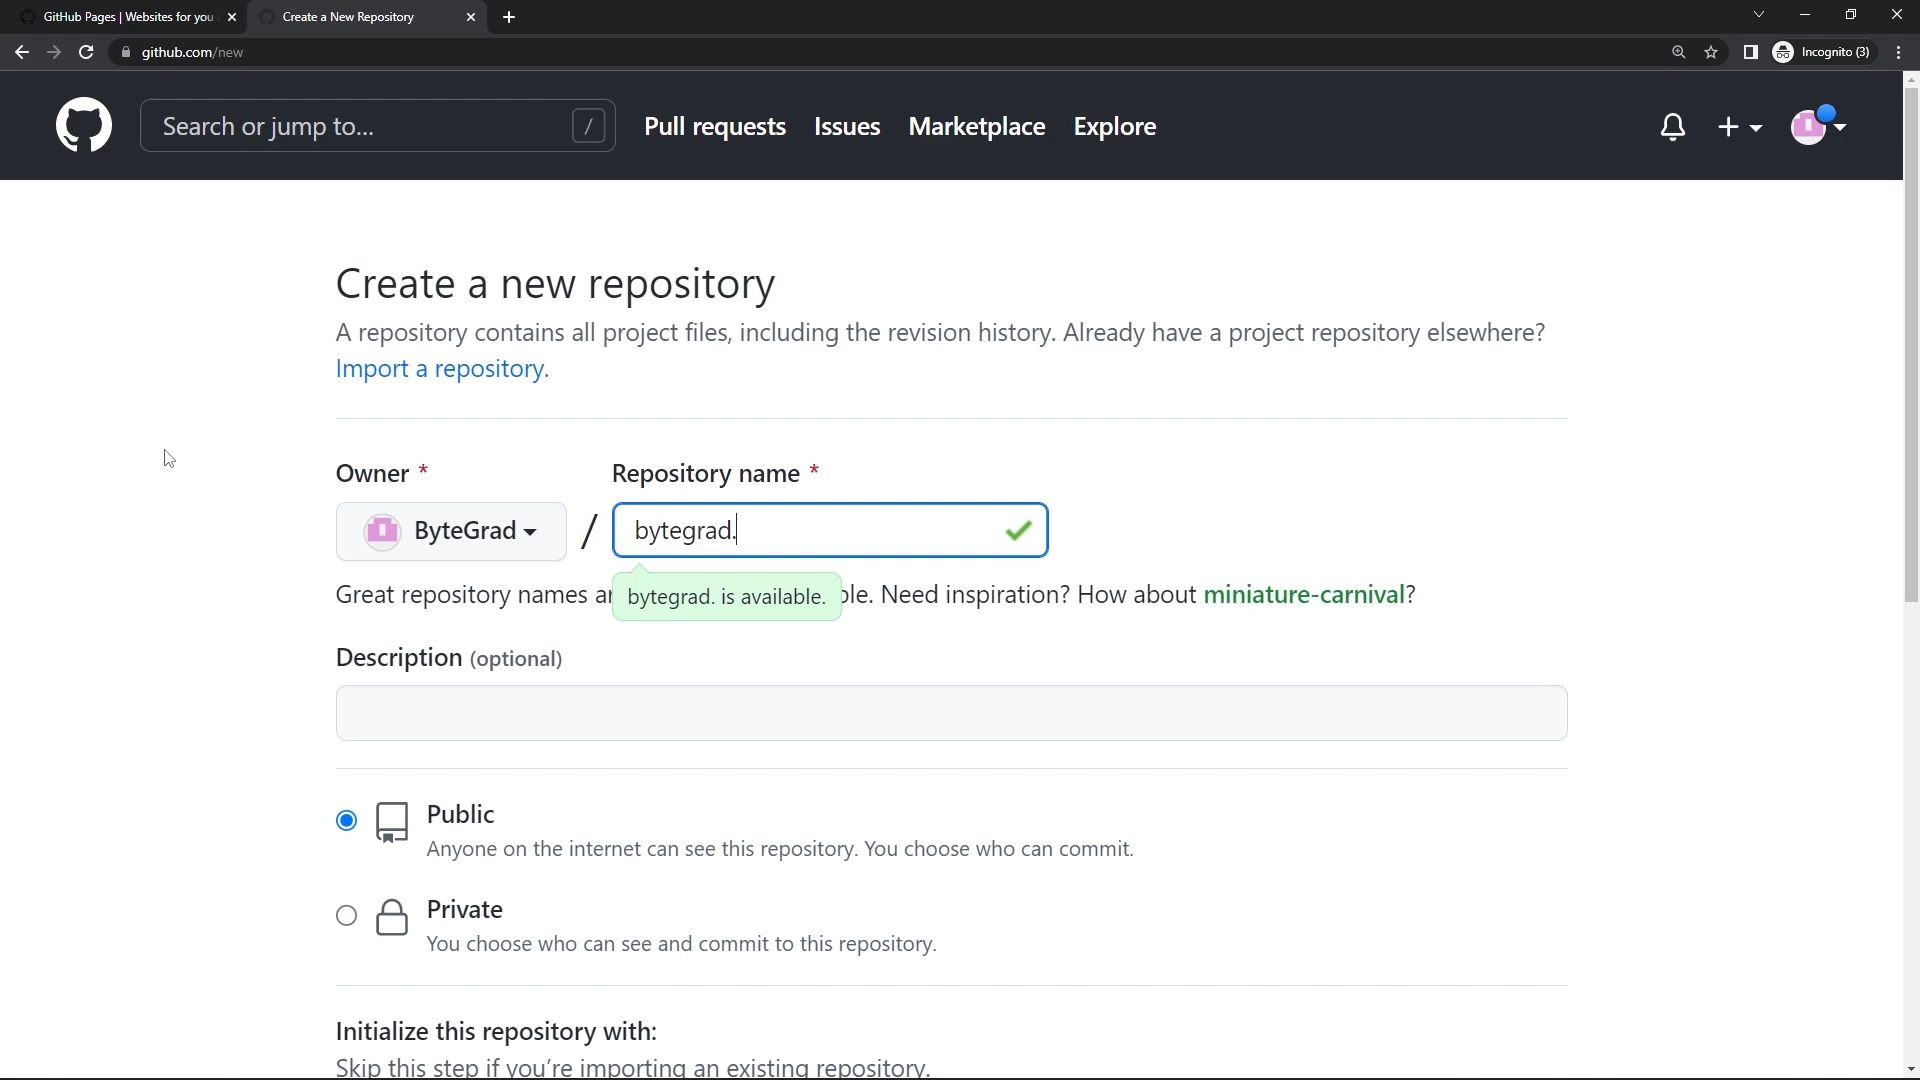 GitHub Pages | Websites for you
Create a New Repository
github.com/new
Incognito (3)
Search or jump to...
/
Pull requests
Issues
Marketplace
Explore
Create a new repository
A repository contains all project files, including the revision history. Already have a project repository elsewhere?
Import a repository.
Owner *
Repository name *
ByteGrad
/
bytegrad.
Great repository names ar
bytegrad. is available.
ble. Need inspiration? How about miniature-carnival?
Description (optional)
Public
Anyone on the internet can see this repository. You choose who can commit.
Private
You choose who can see and commit to this repository.
Initialize this repository with:
Skip this step if you're importing an existing repository.